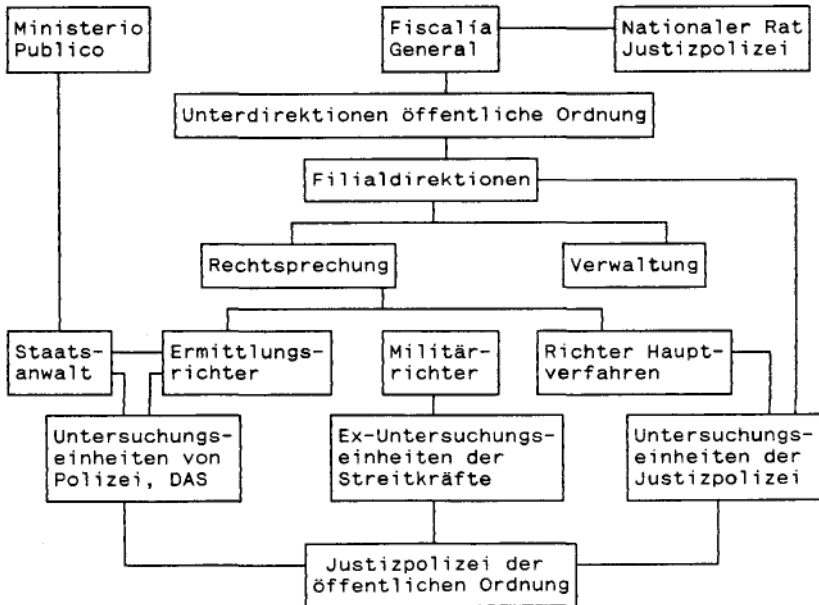 Ministerio
Publico
Fiscalía
General
Nationaler Rat
Justizpolizei
Unterdirektionen öffentliche Ordnung
Filialdirektionen
Rechtsprechung
Verwaltung
Staats-
anwalt
Ermittlungs-
richter
Militär-
richter
Richter Haupt-
verfahren
Untersuchungs-
einheiten von
Polizei, DAS
Ex-Untersuchungs-
einheiten der
Streitkräfte
Untersuchungs-
einheiten der
Justizpolizei
Justizpolizei der
öffentlichen Ordnung